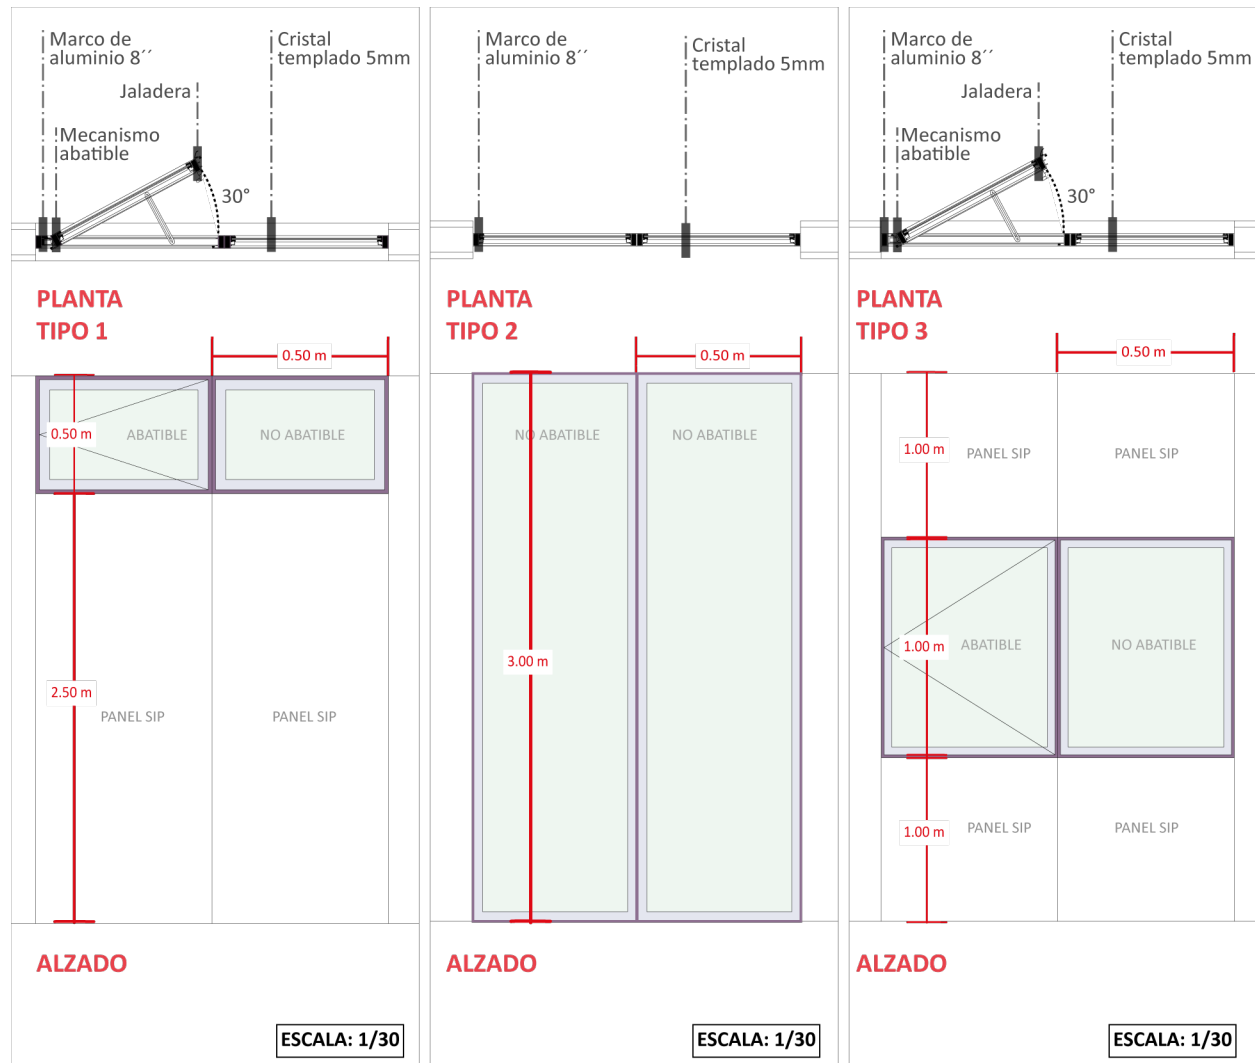 Marco de
aluminio 8´´
Cristal
templado 5mm
Jaladera
Mecanismo
abatible
30°
PLANTA
TIPO 1
0.50 m
0.50 m
ABATIBLE
NO ABATIBLE
2.50 m
PANEL SIP
PANEL SIP
ALZADO
ESCALA: 1/30
Marco de
aluminio 8´´
Cristal
templado 5mm
PLANTA
TIPO 2
0.50 m
NO ABATIBLE
NO ABATIBLE
3.00 m
ALZADO
ESCALA: 1/30
Marco de
aluminio 8´´
Cristal
templado 5mm
Jaladera
Mecanismo
abatible
30°
PLANTA
TIPO 3
0.50 m
1.00 m
PANEL SIP
PANEL SIP
1.00 m
ABATIBLE
NO ABATIBLE
1.00 m
PANEL SIP
PANEL SIP
ALZADO
ESCALA: 1/30